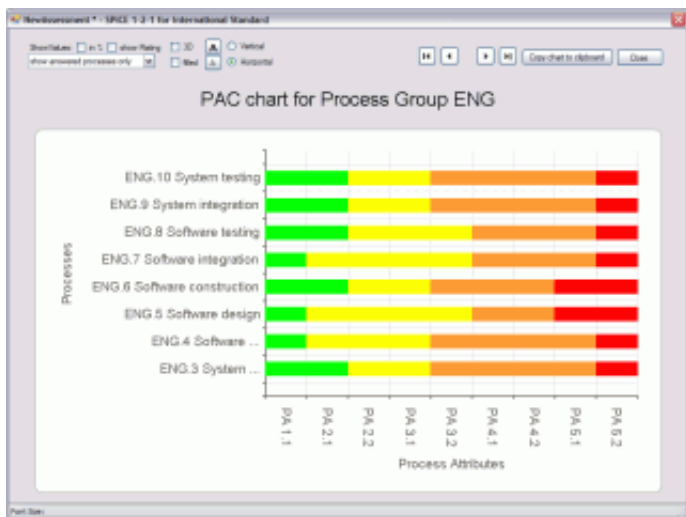 NewAssessment * - SPICE 1-2-1 for International Standard
Show Values: in % show Rating 3D A Vertical
show answered processes only filled A Horizontal
Copy chart to clipboard Close
PAC chart for Process Group ENG
Processes
ENG.10 System testing
ENG.9 System integration
ENG.8 Software testing
ENG.7 Software integration
ENG.6 Software construction
ENG.5 Software design
ENG.4 Software ...
ENG.3 System ...
PA 1.1
PA 2.1
PA 2.2
PA 3.1
PA 3.2
PA 4.1
PA 4.2
PA 5.1
PA 5.2
Process Attributes
Font Size: